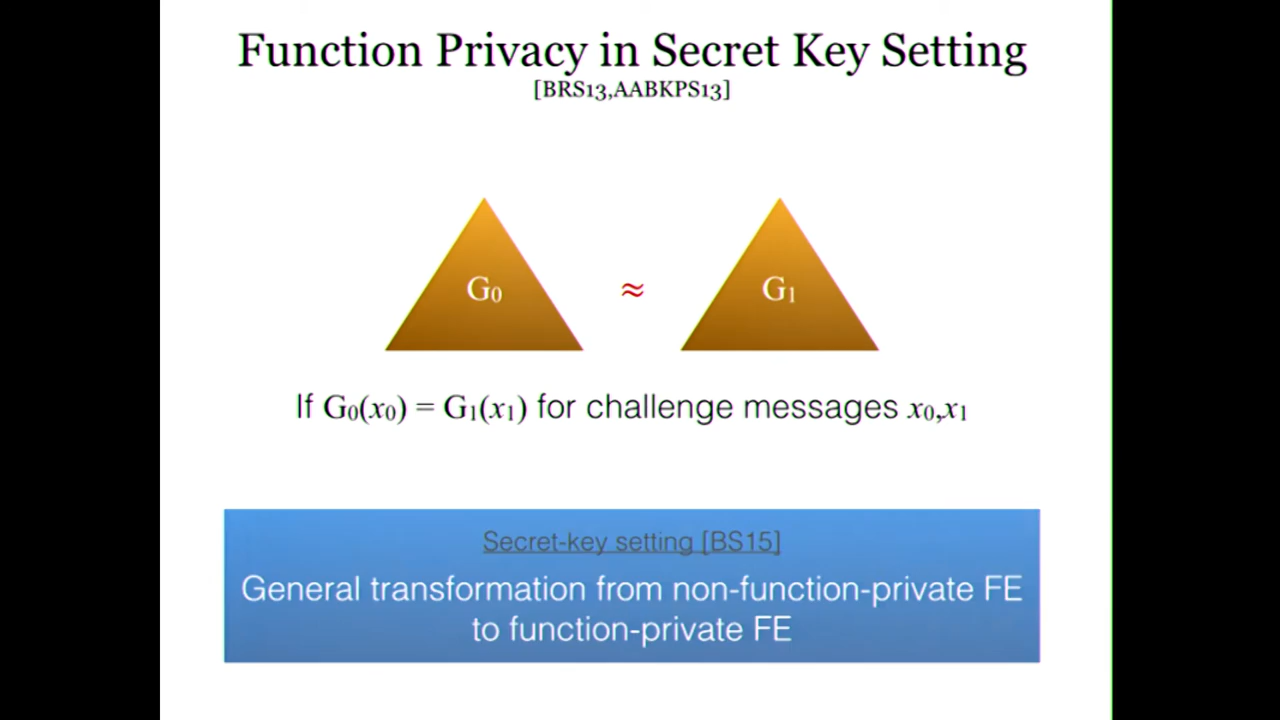 Function Privacy in Secret Key Setting
[BRS13,AABKPS13]
G₀ ≈ G₁
If G₀(x₀) = G₁(x₁) for challenge messages x₀,x₁
Secret-key setting [BS15]
General transformation from non-function-private FE
to function-private FE